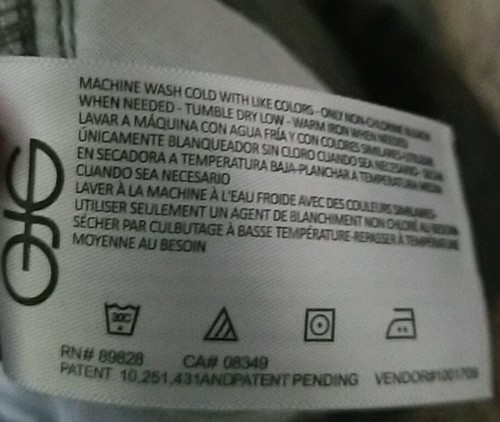 MACHINE WASH COLD WITH LIKE COLORS - ONLY NON-CHLORINE BLEACH
WHEN NEEDED - TUMBLE DRY LOW - WARM IRON WHEN NEEDED
LAVAR A MÁQUINA CON AGUA FRÍA Y CON COLORES SIMILARES-UTILIZAR
ÚNICAMENTE BLANQUEADOR SIN CLORO CUANDO SEA NECESARIO- SECAR
EN SECADORA A TEMPERATURA BAJA-PLANCHAR A TEMPERATURA MEDIA
CUANDO SEA NECESARIO
LAVER À LA MACHINE À L'EAU FROIDE AVEC DES COULEURS SIMILAIRES-
UTILISER SEULEMENT UN AGENT DE BLANCHIMENT NON CHLORÉ AU BESOIN-
SÉCHER PAR CULBUTAGE À BASSE TEMPÉRATURE-REPASSER À TEMPÉRATURE
MOYENNE AU BESOIN
30C
RN# 89828 CA# 08349
PATENT 10,251,431ANDPATENT PENDING VENDOR#1001709